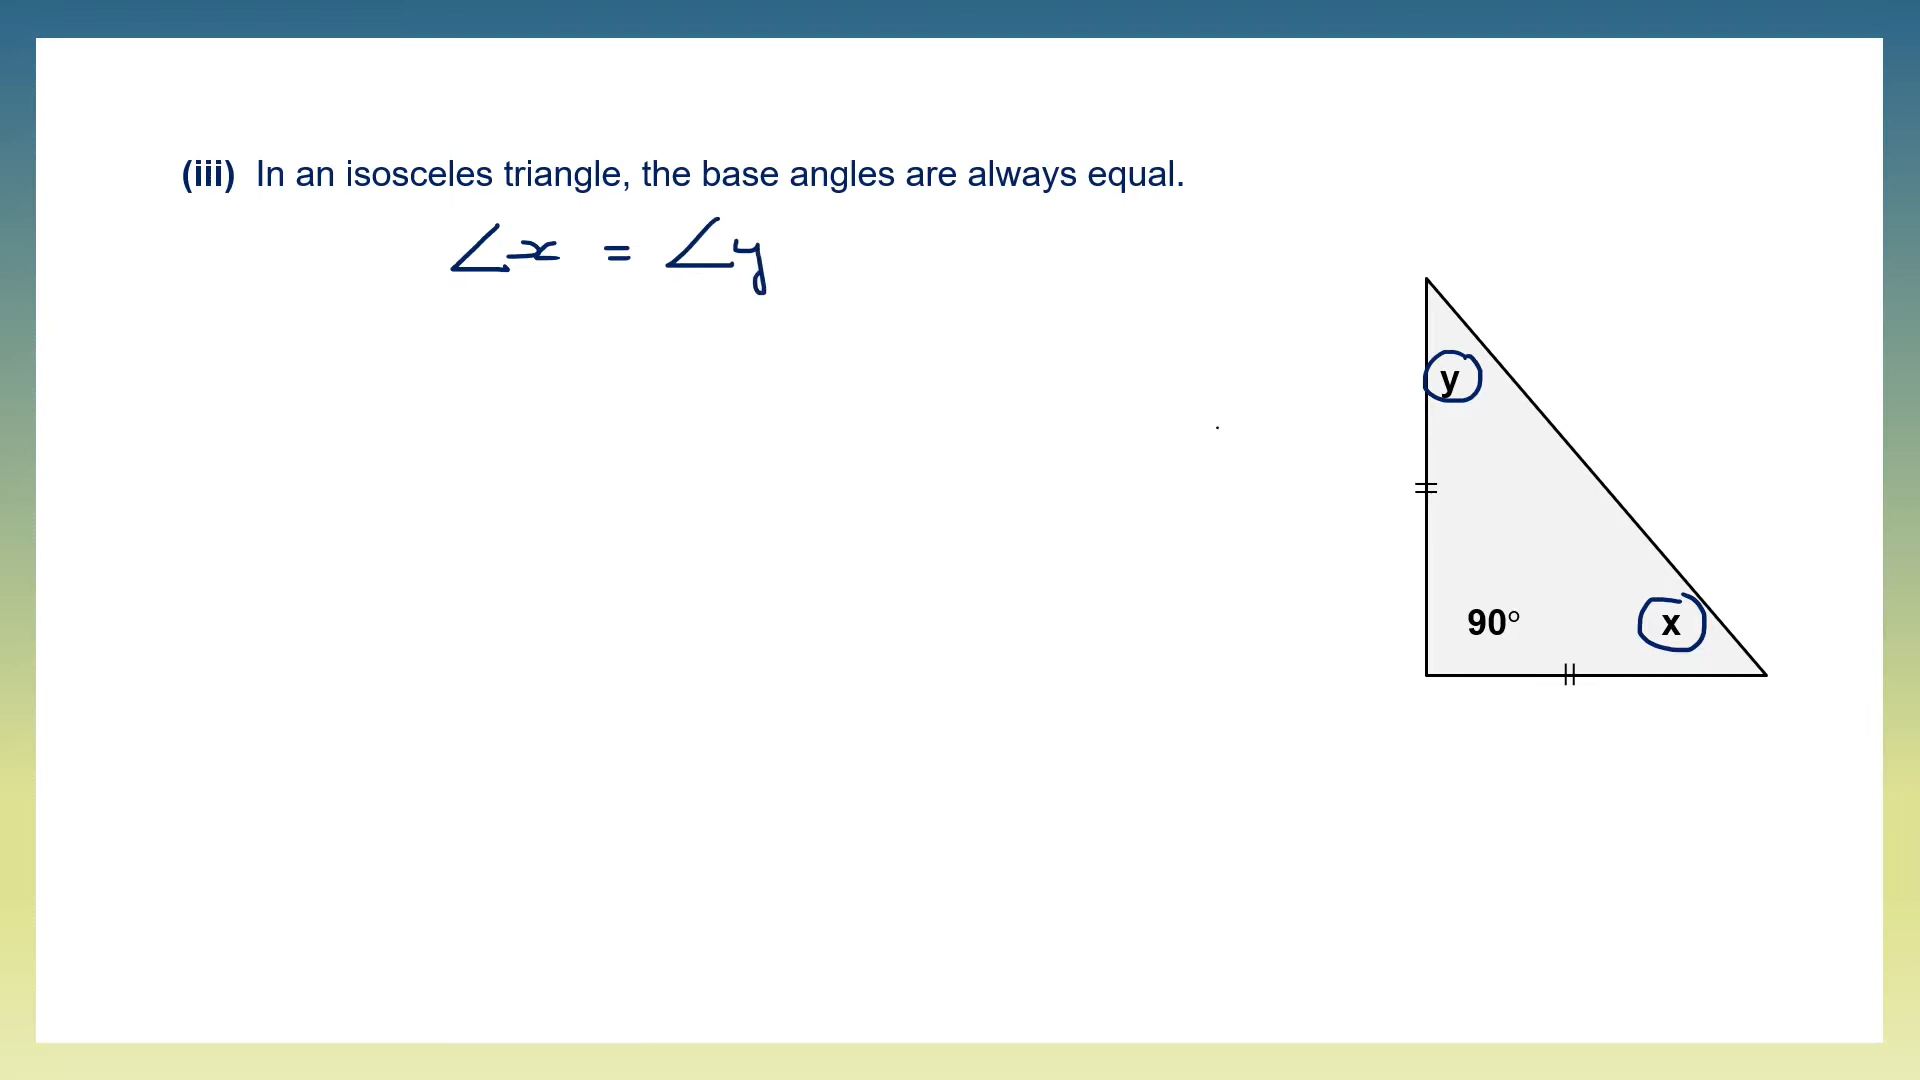 (iii) In an isosceles triangle, the base angles are always equal.
∠x = ∠y
y
90° x